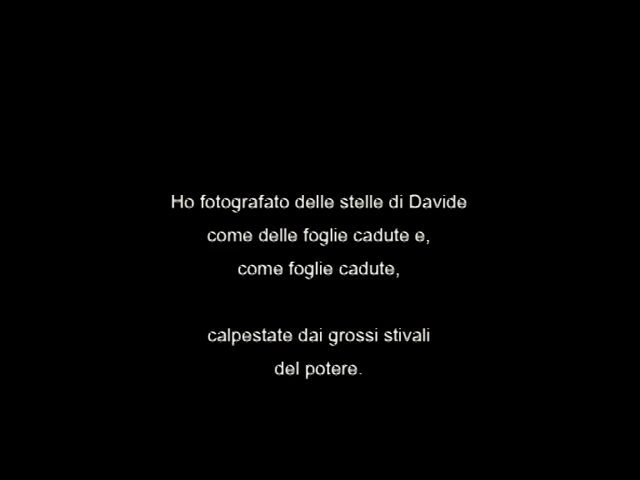 Ho fotografato delle stelle di Davide
come delle foglie cadute e,
come foglie cadute,
calpestate dai grossi stivali
del potere.